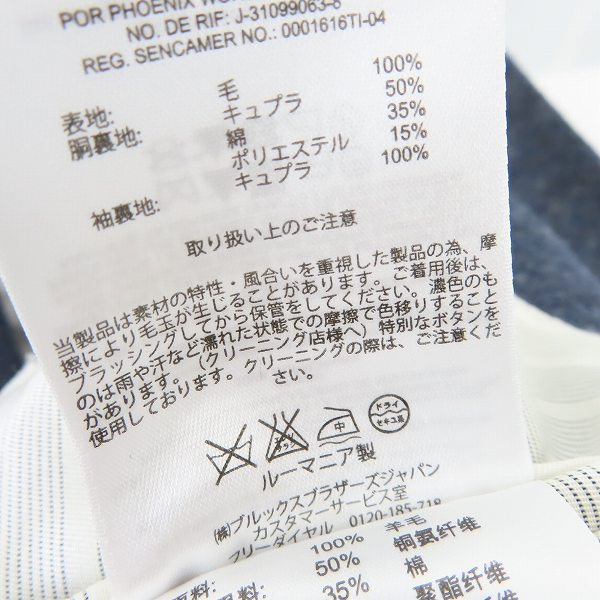 POR PHOENIX WOR
NO. DE RIF: J-31099063-8
REG. SENCAMER NO.: 0001616TI-04
表地: 毛 100%
胴裏地: キュプラ 50%
綿 35%
ポリエステル 15%
袖裏地: キュプラ 100%
取り扱い上のご注意
当製品は素材の特性・風合いを重視した製品の為、摩
擦により毛玉が生じることがあります。ご着用後は、
ブラッシングしてから保管をしてください。濃色のも
のは雨や汗など濡れた状態での摩擦で色移りすること
があります。(クリーニング店様へ)特別なボタンを
使用しております。クリーニングの際は、ご注意くだ
さい。
中
ドライ
セキユ系
ルーマニア製
(株)ブルックスブラザーズジャパン
カスタマーサービス室
フリーダイヤル 0120-185-718
100% 羊毛
50% 铜氨纤维
35% 棉
聚酯纤维